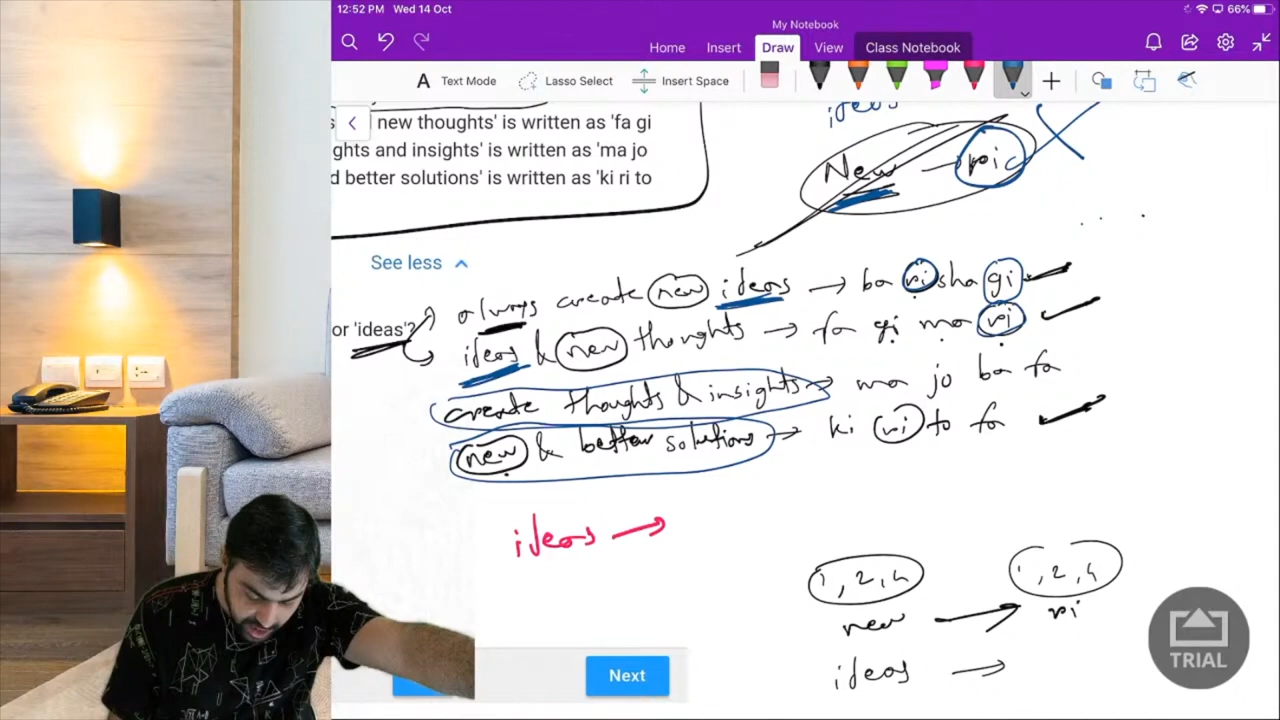 12:52 PM Wed 14 Oct 66%
My Notebook
Home Insert Draw View Class Notebook
A Text Mode Lasso Select Insert Space
new thoughts' is written as 'fa gi
ghts and insights' is written as 'ma jo
d better solutions' is written as 'ki ri to
ideas
New → ri
See less
or 'ideas'?
always create new ideas → ba ri sha gi
ideas & new thoughts → fa gi ma ri
create thoughts & insights → ma jo ba fa
new & better solutions → ki ri to fa
ideas →
1, 2, 4 1, 2, 4
new → ri
ideas →
Next
TRIAL